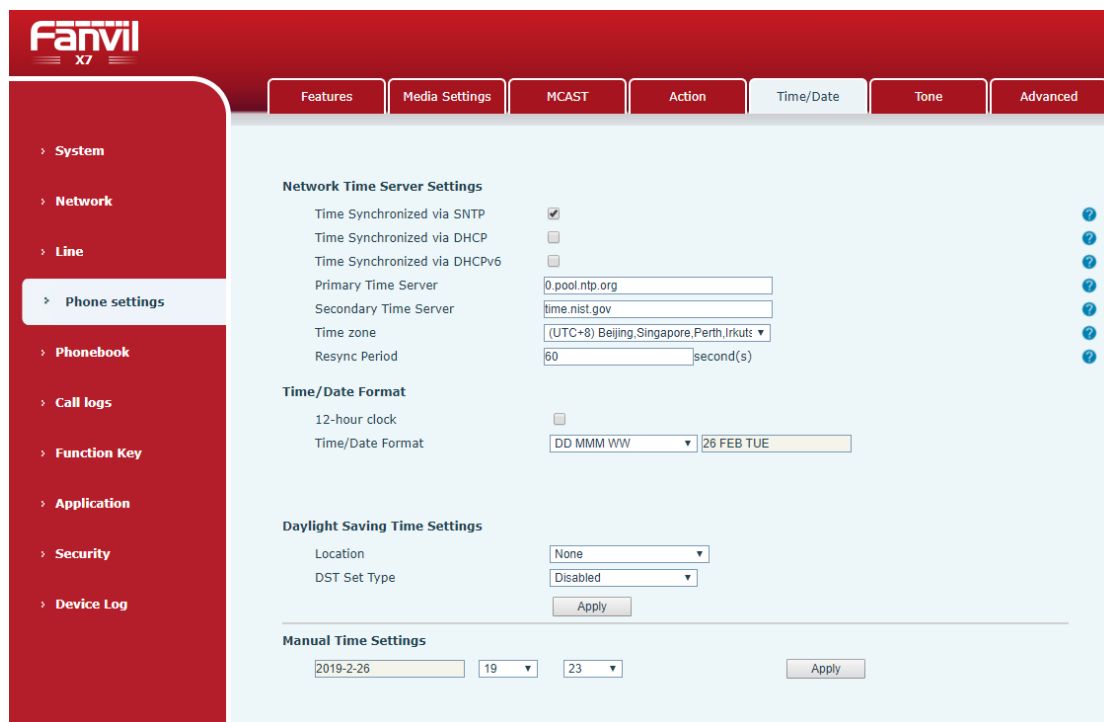 Fanvil
X7
Features Media Settings MCAST Action Time/Date Tone Advanced
› System
› Network
› Line
› Phone settings
› Phonebook
› Call logs
› Function Key
› Application
› Security
› Device Log
Network Time Server Settings
Time Synchronized via SNTP
Time Synchronized via DHCP
Time Synchronized via DHCPv6
Primary Time Server 0.pool.ntp.org
Secondary Time Server time.nist.gov
Time zone (UTC+8) Beijing,Singapore,Perth,Irkuts
Resync Period 60 second(s)
Time/Date Format
12-hour clock
Time/Date Format DD MMM WW 26 FEB TUE
Daylight Saving Time Settings
Location None
DST Set Type Disabled
Apply
Manual Time Settings
2019-2-26 19 23 Apply